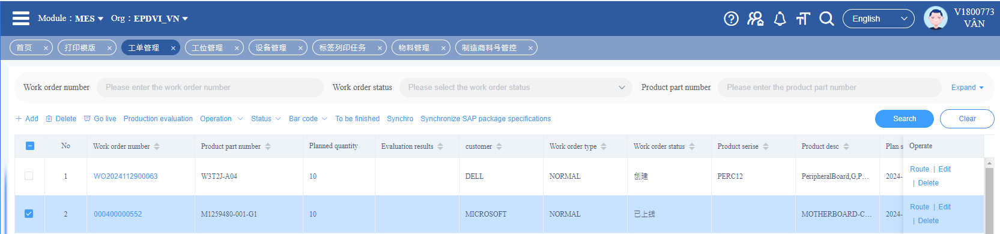 Module：MES Org：EPDVI_VN English V1800773 VÂN
首页 × 打印模版 × 工单管理 × 工位管理 × 设备管理 × 标签列印任务 × 物料管理 × 制造商料号管控 ×
Work order number Please enter the work order number Work order status Please select the work order status Product part number Please enter the product part number Expand
+ Add Delete Go live Production evaluation Operation Status Bar code To be finished Synchro Synchronize SAP package specifications Search Clear
No Work order number Product part number Planned quantity Evaluation results customer Work order type Work order status Product serise Product desc Plan s Operate
1 WO2024112900063 W3T2J-A04 10 DELL NORMAL 创建 PERC12 PeripheralBoard,G,P... 2024- Route | Edit
| Delete
2 000400000552 M1259480-001-G1 10 MICROSOFT NORMAL 已上线 MOTHERBOARD-C... 2024- Route | Edit
| Delete